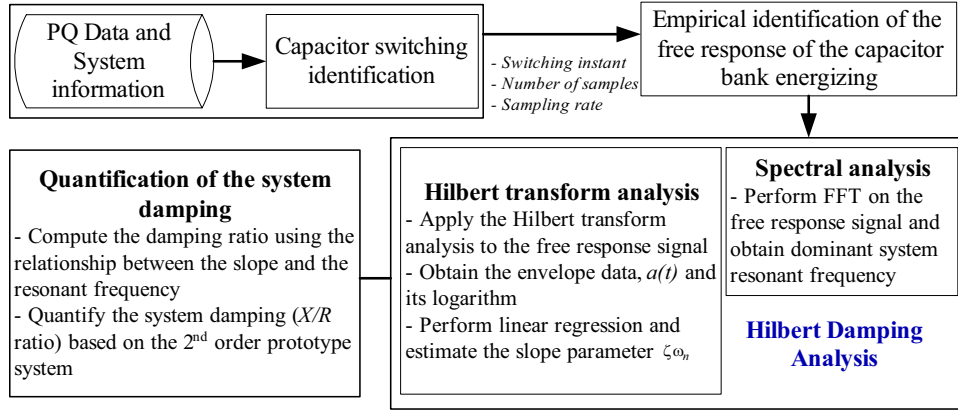 PQ Data and
System
information
Capacitor switching
identification
- Switching instant
- Number of samples
- Sampling rate
Empirical identification of the
free response of the capacitor
bank energizing
Spectral analysis
- Perform FFT on the
free response signal and
obtain dominant system
resonant frequency
Hilbert transform analysis
- Apply the Hilbert transform
analysis to the free response signal
- Obtain the envelope data, a(t) and
its logarithm
- Perform linear regression and
estimate the slope parameter ζωn
Hilbert Damping
Analysis
Quantification of the system
damping
- Compute the damping ratio using the
relationship between the slope and the
resonant frequency
- Quantify the system damping (X/R
ratio) based on the 2nd order prototype
system